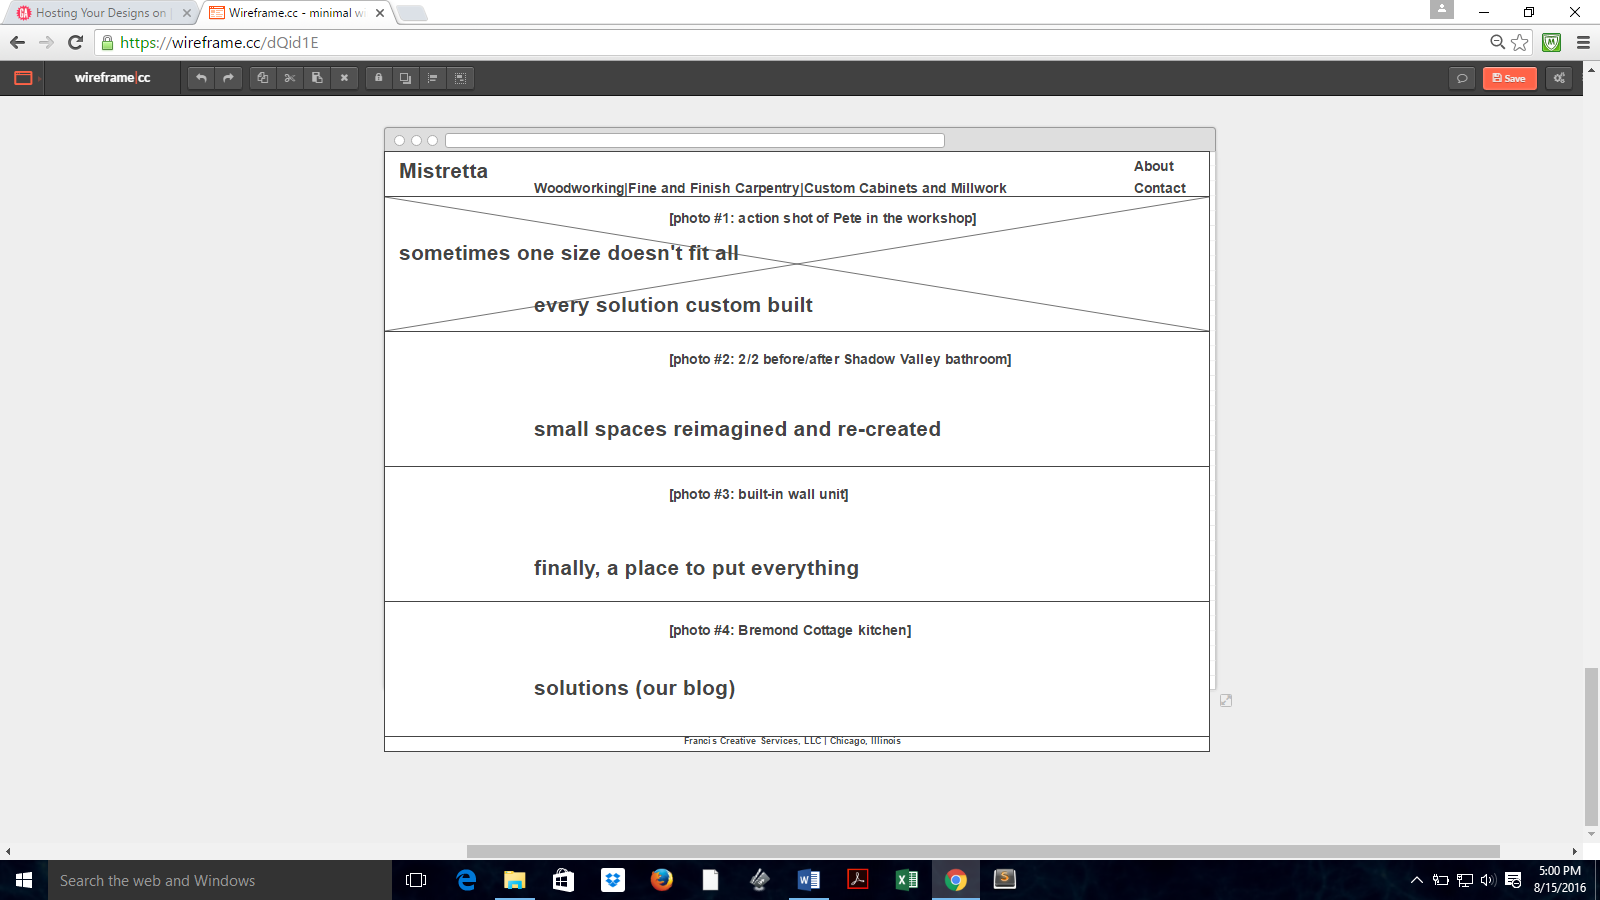 Hosting Your Designs on
Wireframe.cc - minimal w
https://wireframe.cc/dQid1E
wireframe|cc
Save
Mistretta
About
Woodworking|Fine and Finish Carpentry|Custom Cabinets and Millwork
Contact
[photo #1: action shot of Pete in the workshop]
sometimes one size doesn't fit all
every solution custom built
[photo #2: 2/2 before/after Shadow Valley bathroom]
small spaces reimagined and re-created
[photo #3: built-in wall unit]
finally, a place to put everything
[photo #4: Bremond Cottage kitchen]
solutions (our blog)
Francis Creative Services, LLC | Chicago, Illinois
Search the web and Windows
5:00 PM
8/15/2016